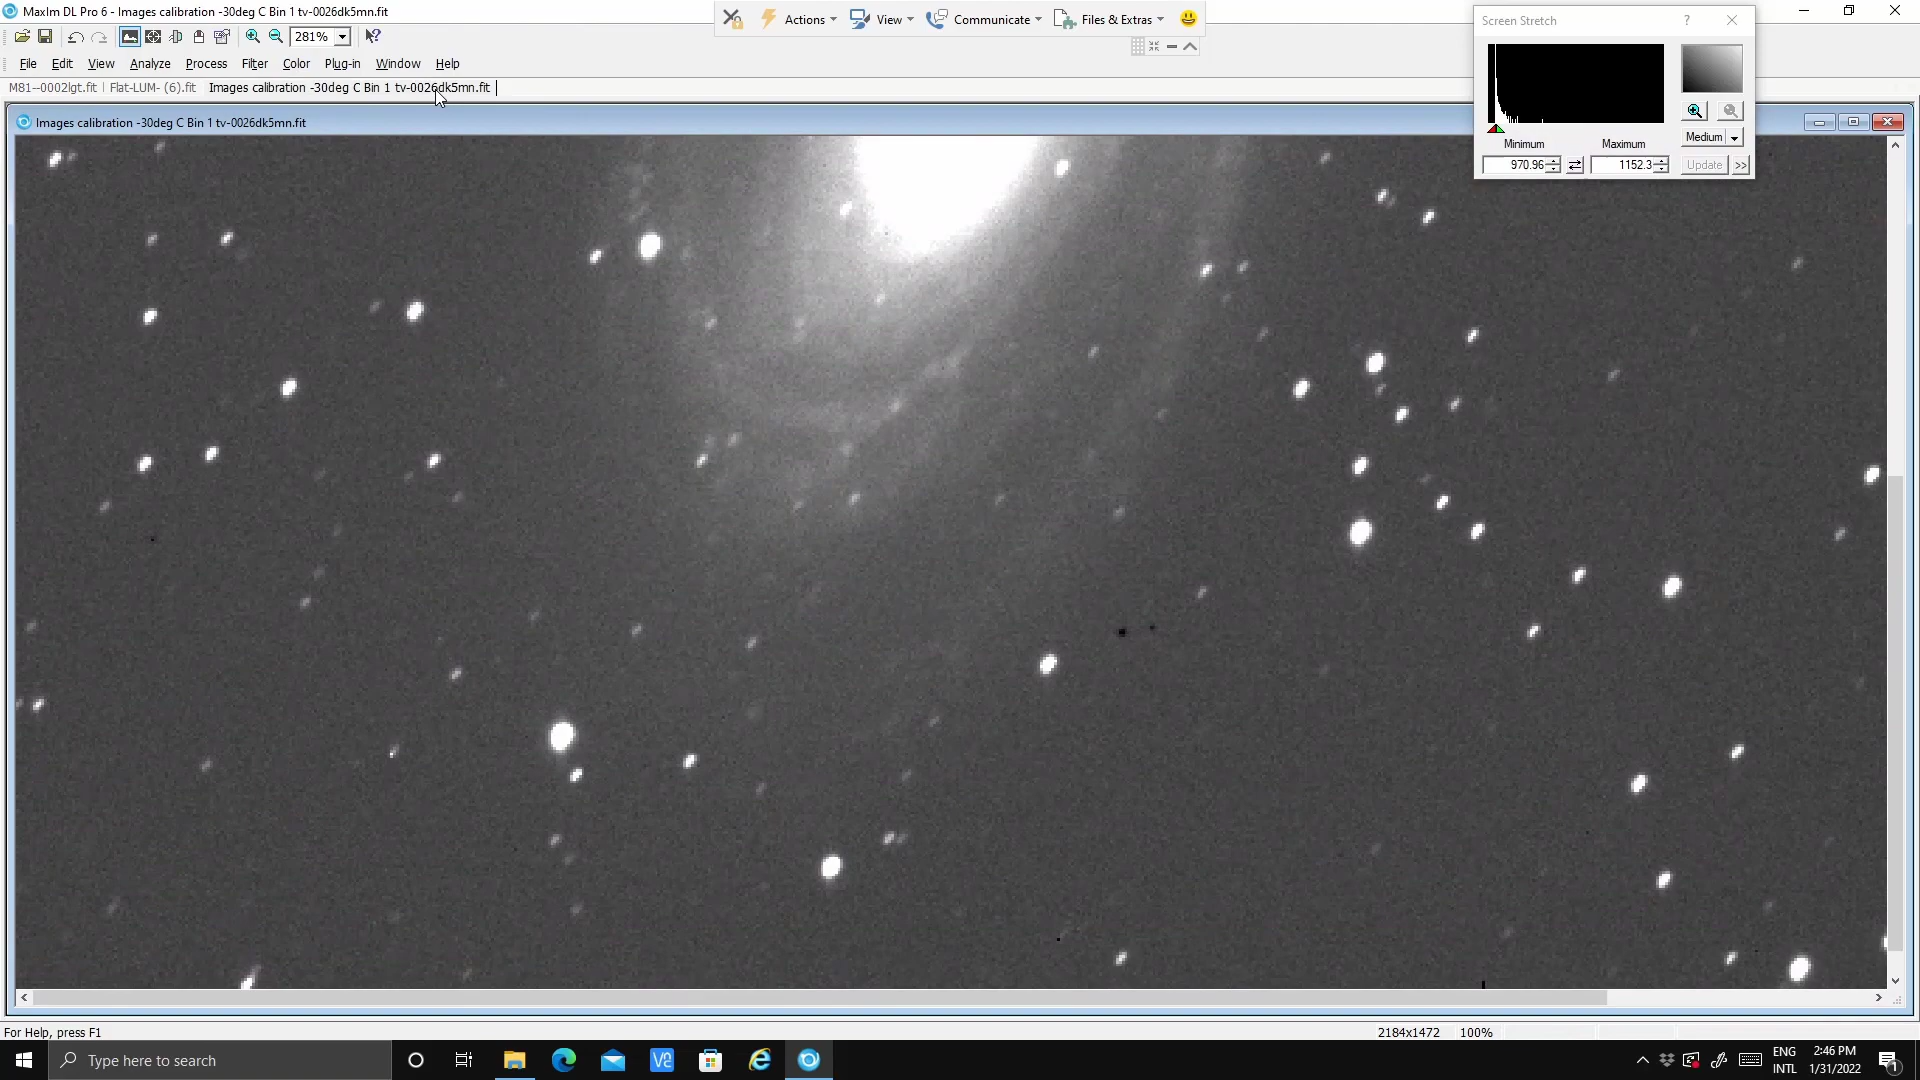 MaxIm DL Pro 6 - Images calibration -30deg C Bin 1 tv-0026dk5mn.fit
Actions
View
Communicate
Files & Extras
281%
File Edit View Analyze Process Filter Color Plug-in Window Help
M81--0002lgt.fit Flat-LUM- (6).fit Images calibration -30deg C Bin 1 tv-0026dk5mn.fit
Images calibration -30deg C Bin 1 tv-0026dk5mn.fit
Screen Stretch ?
Medium
Minimum Maximum
970.96 1152.3 Update >>
For Help, press F1
2184x1472 100%
Type here to search
ENG
INTL
2:46 PM
1/31/2022
1